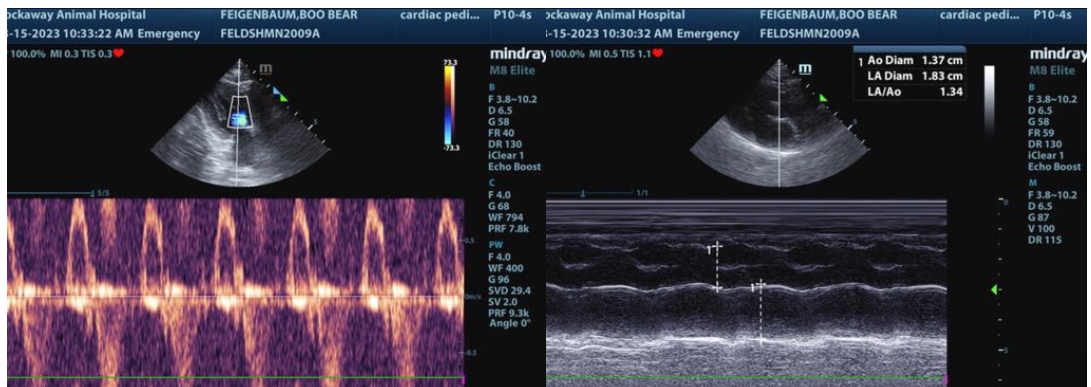 ockaway Animal Hospital FEIGENBAUM,BOO BEAR cardiac pedi... P10-4s
-15-2023 10:33:22 AM Emergency FELDSHMN2009A
100.0% MI 0.3 TIS 0.3
mindray
M8 Elite
m
73.3
-73.3
5
B
F 3.8~10.2
D 6.5
G 58
FR 40
DR 130
iClear 1
Echo Boost
5/5
C
F 4.0
G 68
WF 794
PRF 7.8k
PW
F 4.0
WF 400
G 96
SVD 29.4
SV 2.0
PRF 9.3k
Angle 0°
0.5
0m/s
-0.5
ockaway Animal Hospital FEIGENBAUM,BOO BEAR cardiac pedi... P10-4s
-15-2023 10:30:32 AM Emergency FELDSHMN2009A
100.0% MI 0.5 TIS 1.1
m
1 Ao Diam 1.37 cm
LA Diam 1.83 cm
LA/Ao 1.34
mindray
M8 Elite
5
B
F 3.8~10.2
D 6.5
G 58
FR 59
DR 130
iClear 1
Echo Boost
1/1
M
F 3.8~10.2
D 6.5
G 87
V 100
DR 115
1
1
5